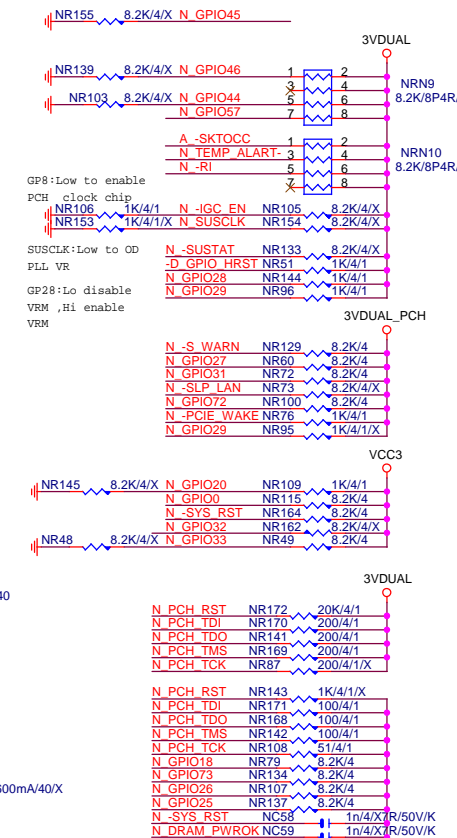 NR155 8.2K/4/X N_GPIO45
3VDUAL
NR139 8.2K/4/X N_GPIO46 1 2
3 4 NRN9
NR103 8.2K/4/X N_GPIO44 5 6 8.2K/8P4R/
N_GPIO57 7 8
A_-SKTOCC 1 2
N_TEMP_ALART- 3 4 NRN10
N_-RI 5 6 8.2K/8P4R/
7 8
GP8:Low to enable
PCH clock chip
NR106 1K/4/1 N_-IGC_EN NR105 8.2K/4/X
NR153 1K/4/1/X N_SUSCLK NR154 8.2K/4/X
SUSCLK:Low to OD
PLL VR
N_-SUSTAT NR133 8.2K/4/X
-D_GPIO_HRST NR51 1K/4/1
N_GPIO28 NR144 1K/4/1
N_GPIO29 NR96 1K/4/1
GP28:Lo disable
VRM ,Hi enable
VRM
3VDUAL_PCH
N_-S_WARN NR129 8.2K/4
N_GPIO27 NR60 8.2K/4
N_GPIO31 NR72 8.2K/4
N_-SLP_LAN NR73 8.2K/4/X
N_GPIO72 NR100 8.2K/4
N_-PCIE_WAKE NR76 1K/4/1
N_GPIO29 NR95 1K/4/1/X
VCC3
NR145 8.2K/4/X N_GPIO20 NR109 1K/4/1
N_GPIO0 NR115 8.2K/4
N_-SYS_RST NR164 8.2K/4
N_GPIO32 NR162 8.2K/4/X
NR48 8.2K/4/X N_GPIO33 NR49 8.2K/4
3VDUAL
40
N_PCH_RST NR172 20K/4/1
N_PCH_TDI NR170 200/4/1
N_PCH_TDO NR141 200/4/1
N_PCH_TMS NR169 200/4/1
N_PCH_TCK NR87 200/4/1/X
N_PCH_RST NR143 1K/4/1/X
N_PCH_TDI NR171 100/4/1
N_PCH_TDO NR168 100/4/1
N_PCH_TMS NR142 100/4/1
N_PCH_TCK NR108 51/4/1
N_GPIO18 NR79 8.2K/4
N_GPIO73 NR134 8.2K/4
N_GPIO26 NR107 8.2K/4
N_GPIO25 NR137 8.2K/4
600mA/40/X
N_-SYS_RST NC58 1n/4/X7R/50V/K
N_DRAM_PWROK NC59 1n/4/X7R/50V/K